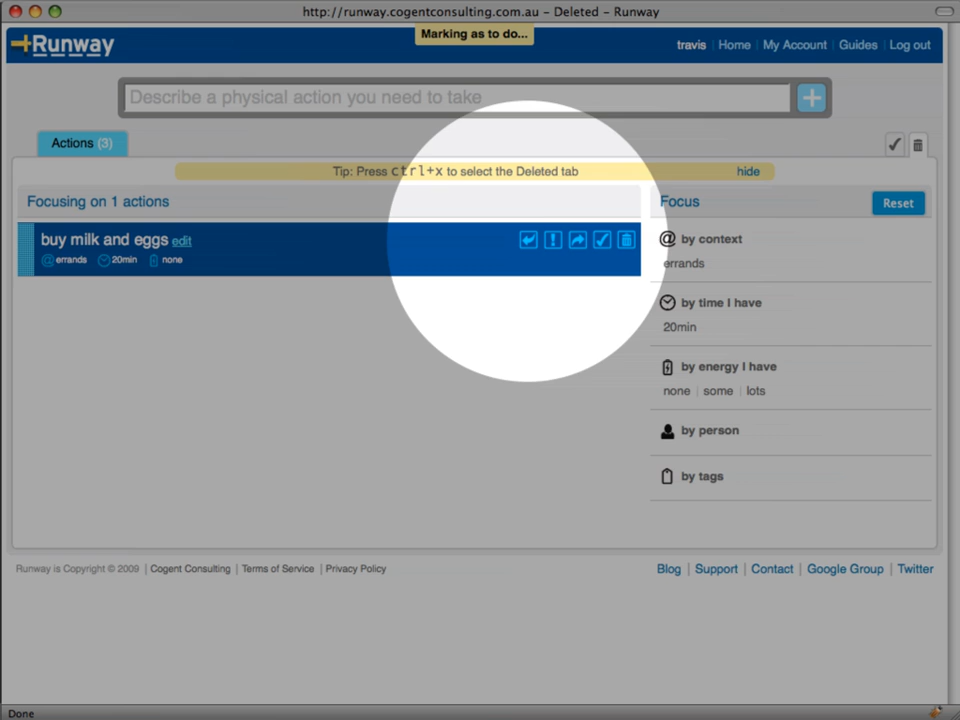 http://runway.cogentconsulting.com.au – Deleted – Runway
Runway
Marking as to do...
travis | Home | My Account | Guides | Log out
Describe a physical action you need to take
Actions (3)
Tip: Press ctrl+x to select the Deleted tab
hide
Focusing on 1 actions
buy milk and eggs edit
errands 20min none
Focus
Reset
by context
errands
by time I have
20min
by energy I have
none | some | lots
by person
by tags
Runway is Copyright © 2009 | Cogent Consulting | Terms of Service | Privacy Policy
Blog | Support | Contact | Google Group | Twitter
Done